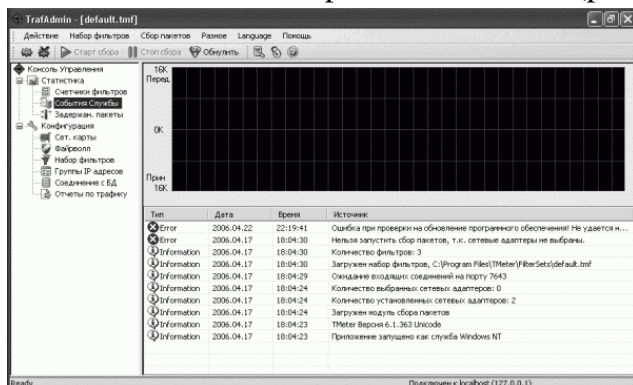 TrafAdmin - [default.tmf]
Действие Набор фильтров Сбор пакетов Разное Language Помощь
Старт сбора Стоп сбора Обнулить
Консоль Управления
Статистика
Счетчики фильтров
События Службы
Задержан. пакеты
Конфигурация
Сет. карты
Файрволл
Набор фильтров
Группы IP адресов
Соединение с БД
Отчеты по трафику
16K
Перед
0K
Прин
16K
Тип Дата Время Источник
Error 2006.04.22 22:19:41 Ошибка при проверки на обновление программного обеспечения! Не удается н...
Error 2006.04.17 18:04:30 Нельзя запустить сбор пакетов, т.к. сетевые адаптеры не выбраны.
Information 2006.04.17 18:04:30 Количество фильтров: 3
Information 2006.04.17 18:04:30 Загружен набор фильтров, C:\Program Files\TMeter\FilterSets\default.tmf
Information 2006.04.17 18:04:29 Ожидание входящих соединений на порту 7643
Information 2006.04.17 18:04:24 Количество выбранных сетевых адаптеров: 0
Information 2006.04.17 18:04:24 Количество установленных сетевых адаптеров: 2
Information 2006.04.17 18:04:24 Загружен модуль сбора пакетов
Information 2006.04.17 18:04:23 TMeter Версия 6.1.363 Unicode
Information 2006.04.17 18:04:23 Приложение запущено как служба Windows NT
Ready Подключен к localhost (127.0.0.1)